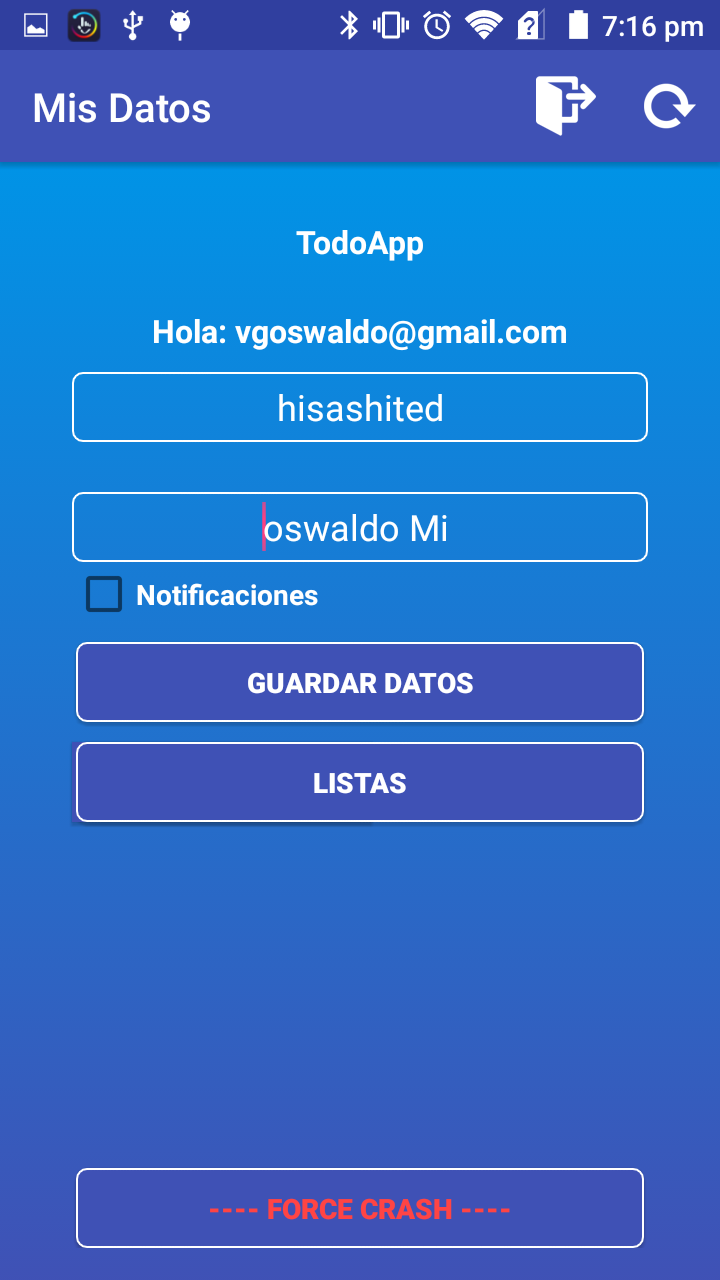 7:16 pm
Mis Datos
TodoApp
Hola: vgoswaldo@gmail.com
hisashited
oswaldo Mi
Notificaciones
GUARDAR DATOS
LISTAS
---- FORCE CRASH ----